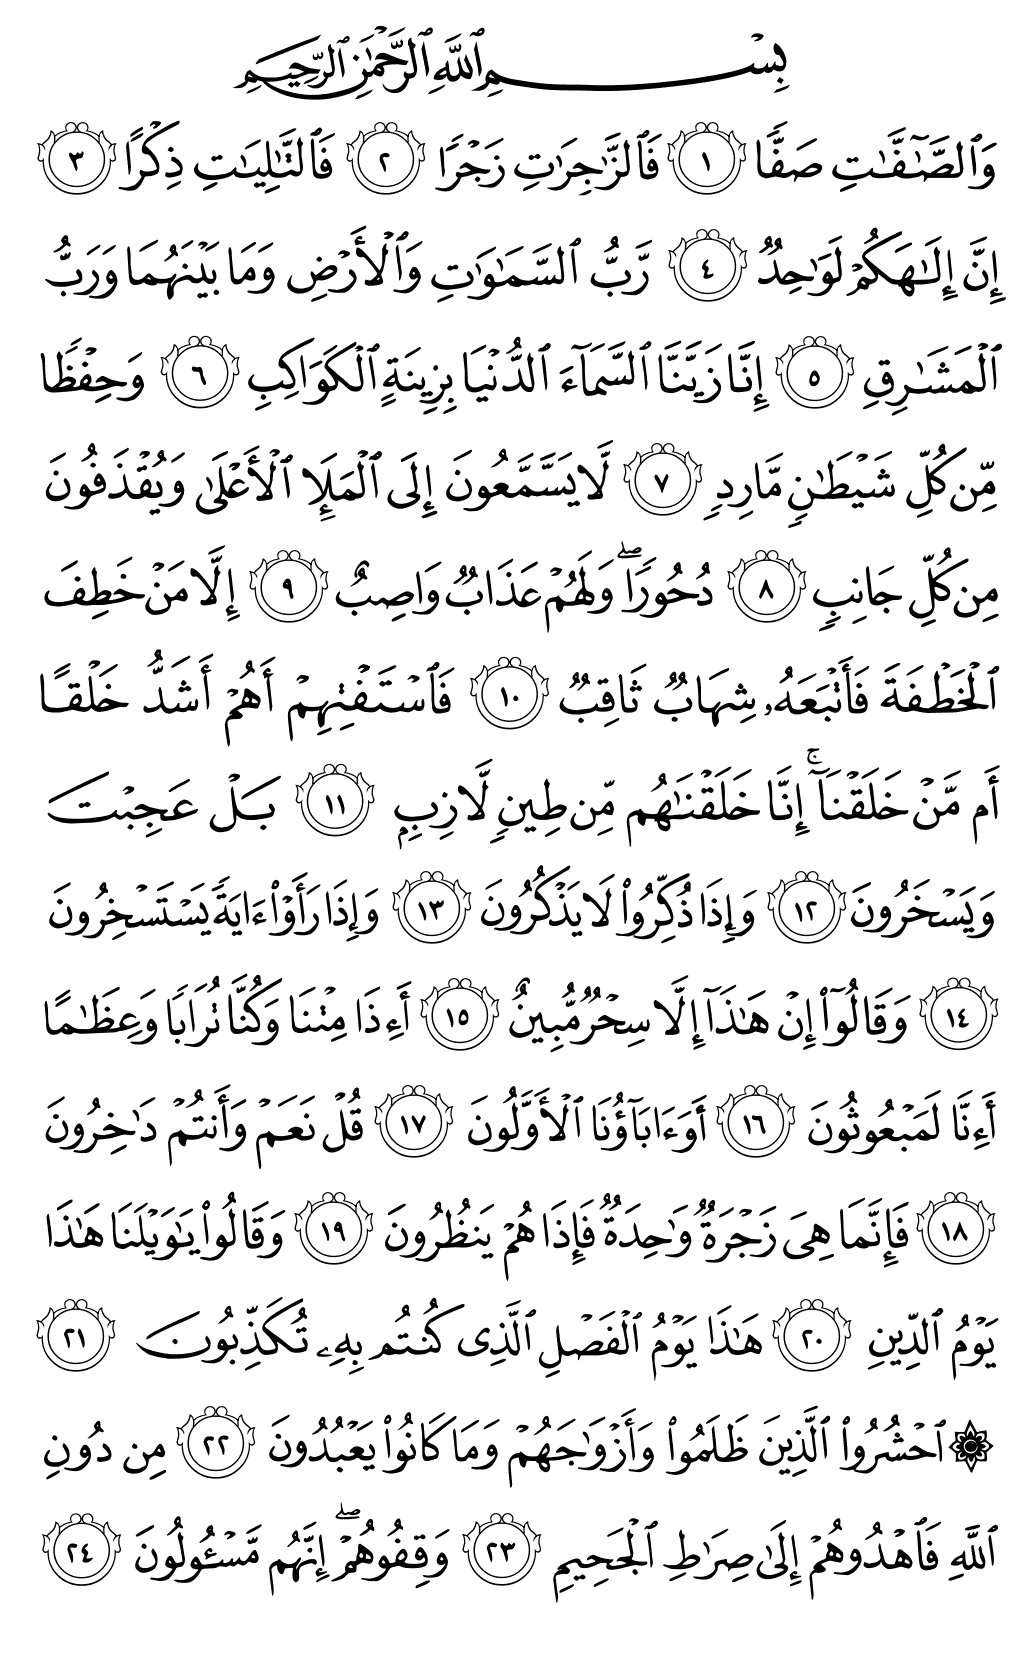 بِسْمِ ٱللَّهِ ٱلرَّحْمَٰنِ ٱلرَّحِيمِ
وَٱلصَّٰٓفَّٰتِ صَفًّا ١ فَٱلزَّٰجِرَٰتِ زَجْرًا ٢ فَٱلتَّٰلِيَٰتِ ذِكْرًا ٣
إِنَّ إِلَٰهَكُمْ لَوَٰحِدٌ ٤ رَّبُّ ٱلسَّمَٰوَٰتِ وَٱلْأَرْضِ وَمَا بَيْنَهُمَا وَرَبُّ
ٱلْمَشَٰرِقِ ٥ إِنَّا زَيَّنَّا ٱلسَّمَآءَ ٱلدُّنْيَا بِزِينَةٍ ٱلْكَوَاكِبِ ٦ وَحِفْظًا
مِّن كُلِّ شَيْطَٰنٍ مَّارِدٍ ٧ لَّا يَسَّمَّعُونَ إِلَى ٱلْمَلَإِ ٱلْأَعْلَىٰ وَيُقْذَفُونَ
مِن كُلِّ جَانِبٍ ٨ دُحُورًا ۖ وَلَهُمْ عَذَابٌ وَاصِبٌ ٩ إِلَّا مَنْ خَطِفَ
ٱلْخَطْفَةَ فَأَتْبَعَهُۥ شِهَابٌ ثَاقِبٌ ١٠ فَٱسْتَفْتِهِمْ أَهُمْ أَشَدُّ خَلْقًا
أَم مَّنْ خَلَقْنَآ ۚ إِنَّا خَلَقْنَٰهُم مِّن طِينٍ لَّازِبٍۭ ١١ بَلْ عَجِبْتَ
وَيَسْخَرُونَ ١٢ وَإِذَا ذُكِّرُوا۟ لَا يَذْكُرُونَ ١٣ وَإِذَا رَأَوْا۟ ءَايَةً يَسْتَسْخِرُونَ
١٤ وَقَالُوٓا۟ إِنْ هَٰذَآ إِلَّا سِحْرٌ مُّبِينٌ ١٥ أَءِذَا مِتْنَا وَكُنَّا تُرَابًا وَعِظَٰمًا
أَءِنَّا لَمَبْعُوثُونَ ١٦ أَوَءَابَآؤُنَا ٱلْأَوَّلُونَ ١٧ قُلْ نَعَمْ وَأَنتُمْ دَٰخِرُونَ
١٨ فَإِنَّمَا هِىَ زَجْرَةٌ وَٰحِدَةٌ فَإِذَا هُمْ يَنظُرُونَ ١٩ وَقَالُوا۟ يَٰوَيْلَنَا هَٰذَا
يَوْمُ ٱلدِّينِ ٢٠ هَٰذَا يَوْمُ ٱلْفَصْلِ ٱلَّذِى كُنتُم بِهِۦ تُكَذِّبُونَ ٢١
۞ ٱحْشُرُوا۟ ٱلَّذِينَ ظَلَمُوا۟ وَأَزْوَٰجَهُمْ وَمَا كَانُوا۟ يَعْبُدُونَ ٢٢ مِن دُونِ
ٱللَّهِ فَٱهْدُوهُمْ إِلَىٰ صِرَٰطِ ٱلْجَحِيمِ ٢٣ وَقِفُوهُمْ ۖ إِنَّهُم مَّسْـُٔولُونَ ٢٤